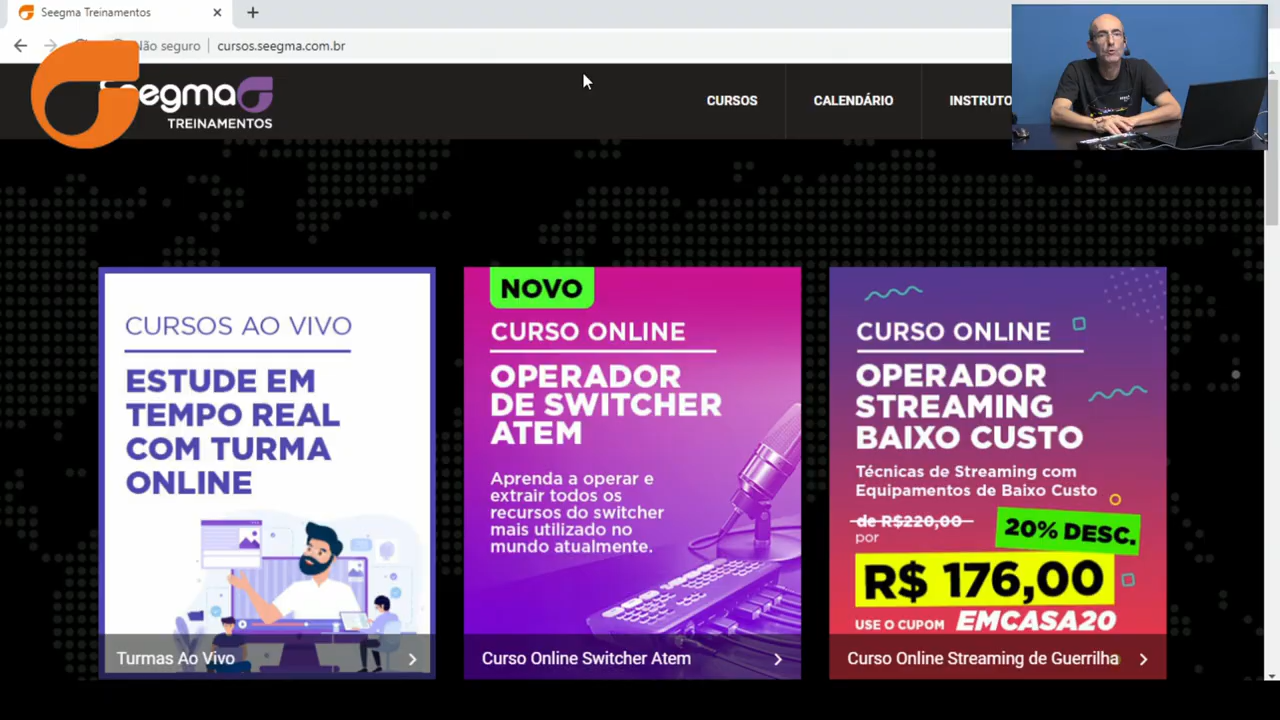 Seegma Treinamentos
Não seguro
cursos.seegma.com.br
Seegma
TREINAMENTOS
CURSOS
CALENDÁRIO
INSTRUTO
CURSOS AO VIVO
ESTUDE EM
TEMPO REAL
COM TURMA
ONLINE
Turmas Ao Vivo
NOVO
CURSO ONLINE
OPERADOR
DE SWITCHER
ATEM
Aprenda a operar e
extrair todos os
recursos do switcher
mais utilizado no
mundo atualmente.
Curso Online Switcher Atem
CURSO ONLINE
OPERADOR
STREAMING
BAIXO CUSTO
Técnicas de Streaming com
Equipamentos de Baixo Custo
de R$220,00
por
20% DESC.
R$ 176,00
USE O CUPOM EMCASA20
Curso Online Streaming de Guerrilha